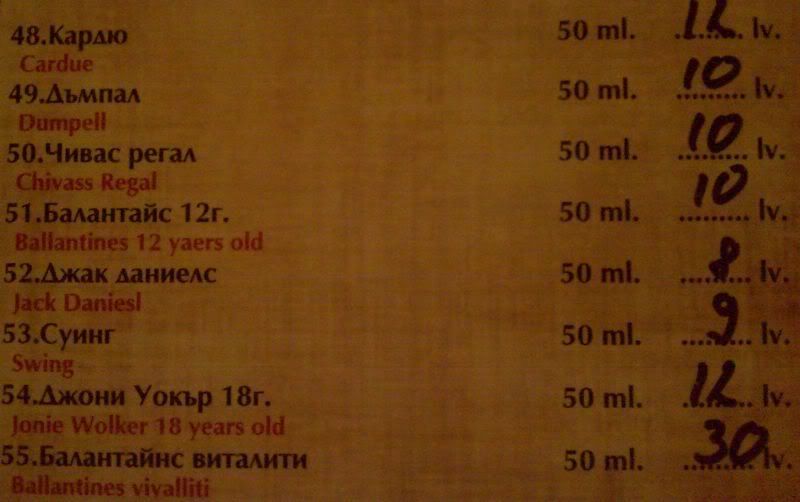 48.Кардю 50 ml. ........ 12 lv.
Cardue
49.Дъмпал 50 ml. ......... 10 lv.
Dumpell
50.Чивас регал 50 ml. ......... 10 lv.
Chivass Regal
51.Балантайс 12г. 50 ml. ......... 10 lv.
Ballantines 12 yaers old
52.Джак даниелс 50 ml. ......... 8 lv.
Jack Daniesl
53.Суинг 50 ml. ......... 9 lv.
Swing
54.Джони Уокър 18г. 50 ml. ......... 12 lv.
Jonie Wolker 18 years old
55.Балантайнс виталити 50 ml. ......... 30 lv.
Ballantines vivalliti